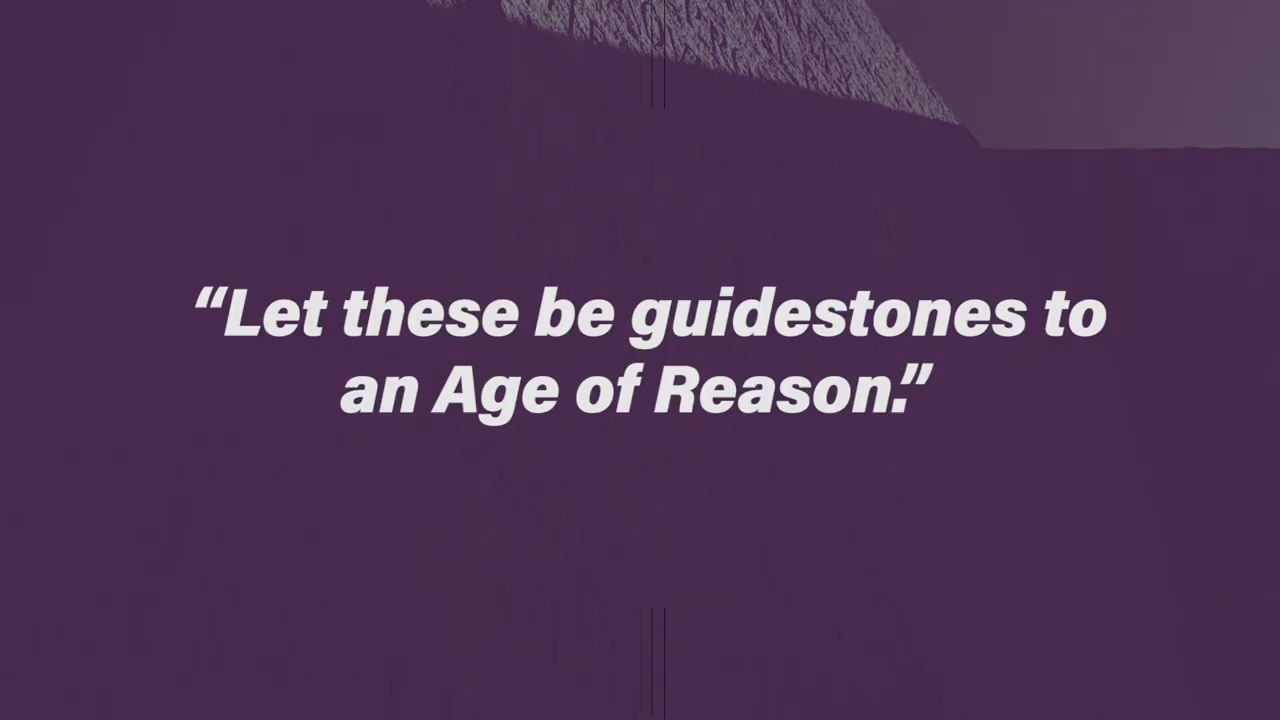 “Let these be guidestones to
an Age of Reason.”